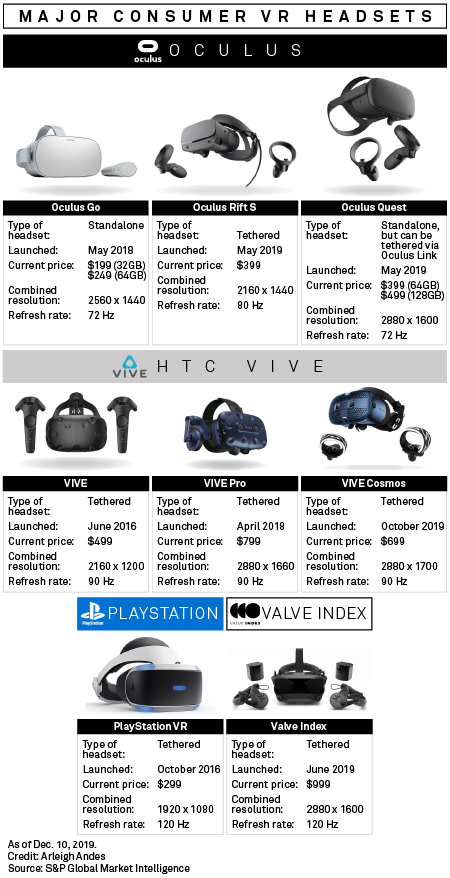 MAJOR CONSUMER VR HEADSETS
oculus
OCULUS
Oculus Go
Type of headset: Standalone
Launched: May 2018
Current price: $199 (32GB)
$249 (64GB)
Combined resolution: 2560 x 1440
Refresh rate: 72 Hz
Oculus Rift S
Type of headset: Tethered
Launched: May 2019
Current price: $399
Combined resolution: 2160 x 1440
Refresh rate: 80 Hz
Oculus Quest
Type of headset: Standalone, but can be tethered via Oculus Link
Launched: May 2019
Current price: $399 (64GB)
$499 (128GB)
Combined resolution: 2880 x 1600
Refresh rate: 72 Hz
VIVE
HTC VIVE
VIVE
Type of headset: Tethered
Launched: June 2016
Current price: $499
Combined resolution: 2160 x 1200
Refresh rate: 90 Hz
VIVE Pro
Type of headset: Tethered
Launched: April 2018
Current price: $799
Combined resolution: 2880 x 1660
Refresh rate: 90 Hz
VIVE Cosmos
Type of headset: Tethered
Launched: October 2019
Current price: $699
Combined resolution: 2880 x 1700
Refresh rate: 90 Hz
PlayStation
PLAYSTATION
VALVE INDEX
VALVE INDEX
PlayStation VR
Type of headset: Tethered
Launched: October 2016
Current price: $299
Combined resolution: 1920 x 1080
Refresh rate: 120 Hz
Valve Index
Type of headset: Tethered
Launched: June 2019
Current price: $999
Combined resolution: 2880 x 1600
Refresh rate: 120 Hz
As of Dec. 10, 2019.
Credit: Arleigh Andes
Source: S&P Global Market Intelligence